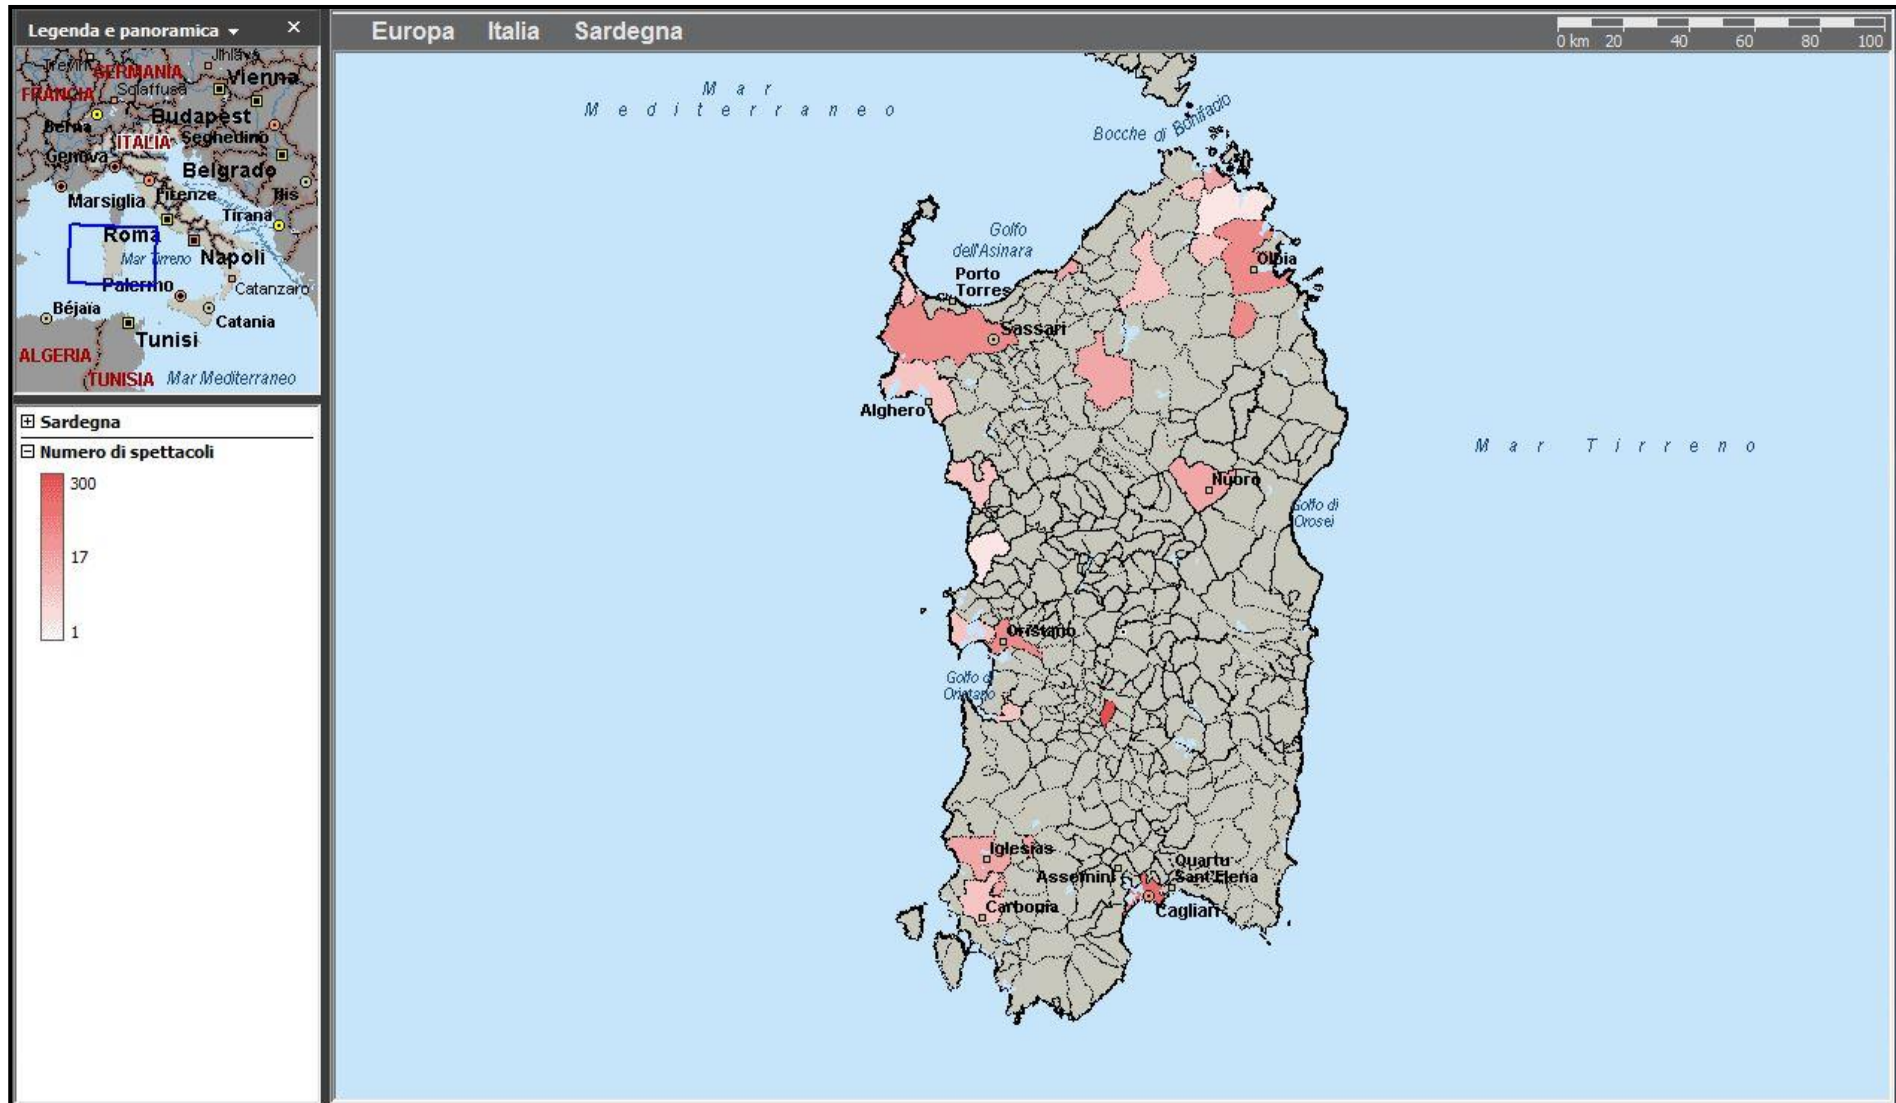 Legenda e panoramica
Europa Italia Sardegna
0 km 20 40 60 80 100
Jihlava
Treviri
GERMANIA
Vienna
FRANCIA
Sciaffusa
Budapest
Berna
ITALIA
Seghedino
Genova
Belgrado
Firenze
Marsiglia
Tirana
Roma
Mar Tirreno
Napoli
Palermo
Catanzaro
Béjaïa
Catania
Tunisi
ALGERIA
TUNISIA
Mar Mediterraneo
Sardegna
Numero di spettacoli
300
17
1
Mar
Mediterraneo
Bocche di Bonifacio
Golfo
dell'Asinara
Porto
Torres
Olbia
Sassari
Alghero
Mar Tirreno
Nuoro
Golfo di
Orosei
Oristano
Golfo di
Oristano
Iglesias
Quartu
Sant'Elena
Assemini
Carbonia
Cagliari